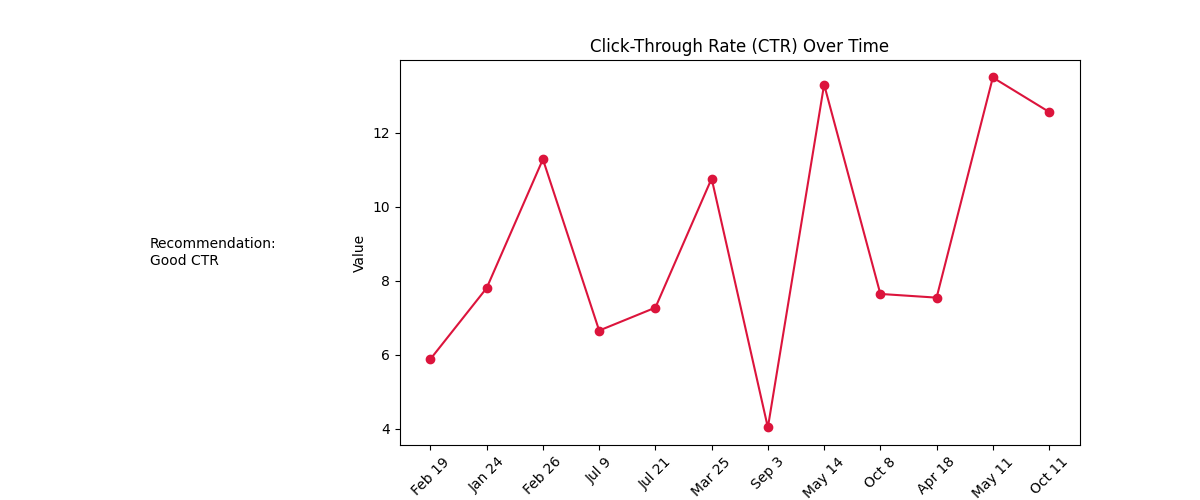 Click-Through Rate (CTR) Over Time
Recommendation:
Good CTR
Value
12
10
8
6
4
Feb 19
Jan 24
Feb 26
Jul 9
Jul 21
Mar 25
Sep 3
May 14
Oct 8
Apr 18
May 11
Oct 11